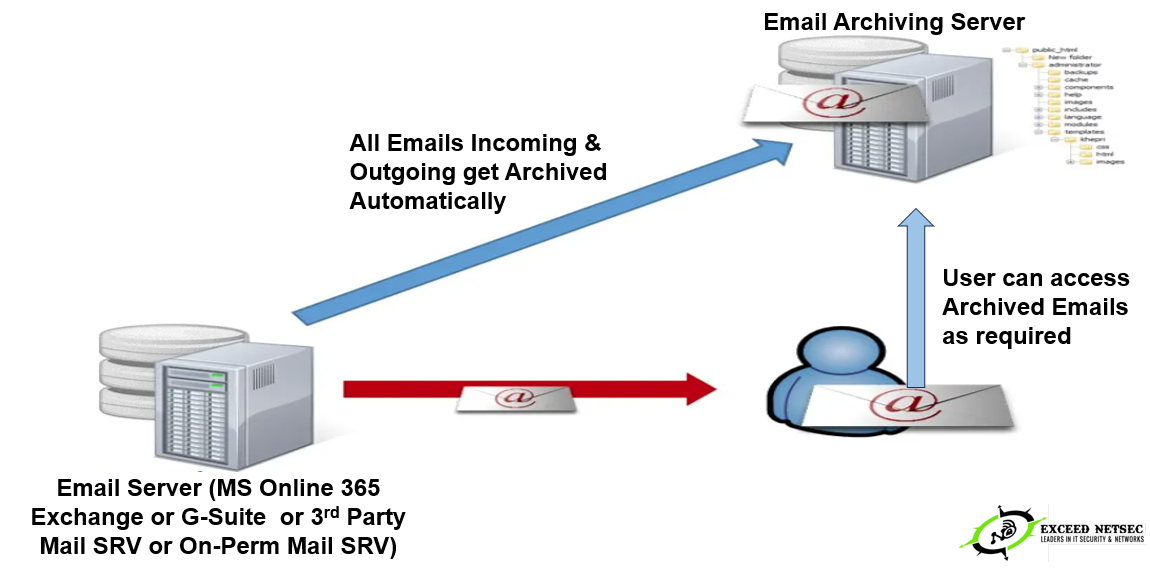 Email Archiving Server
public_html
New folder
administrator
backups
cache
components
help
images
includes
language
modules
templates
khepri
css
html
images
All Emails Incoming &
Outgoing get Archived
Automatically
User can access
Archived Emails
as required
@
@
@
Email Server (MS Online 365
Exchange or G-Suite or 3rd Party
Mail SRV or On-Perm Mail SRV)
EXCEED NETSEC
LEADERS IN IT SECURITY & NETWORKS